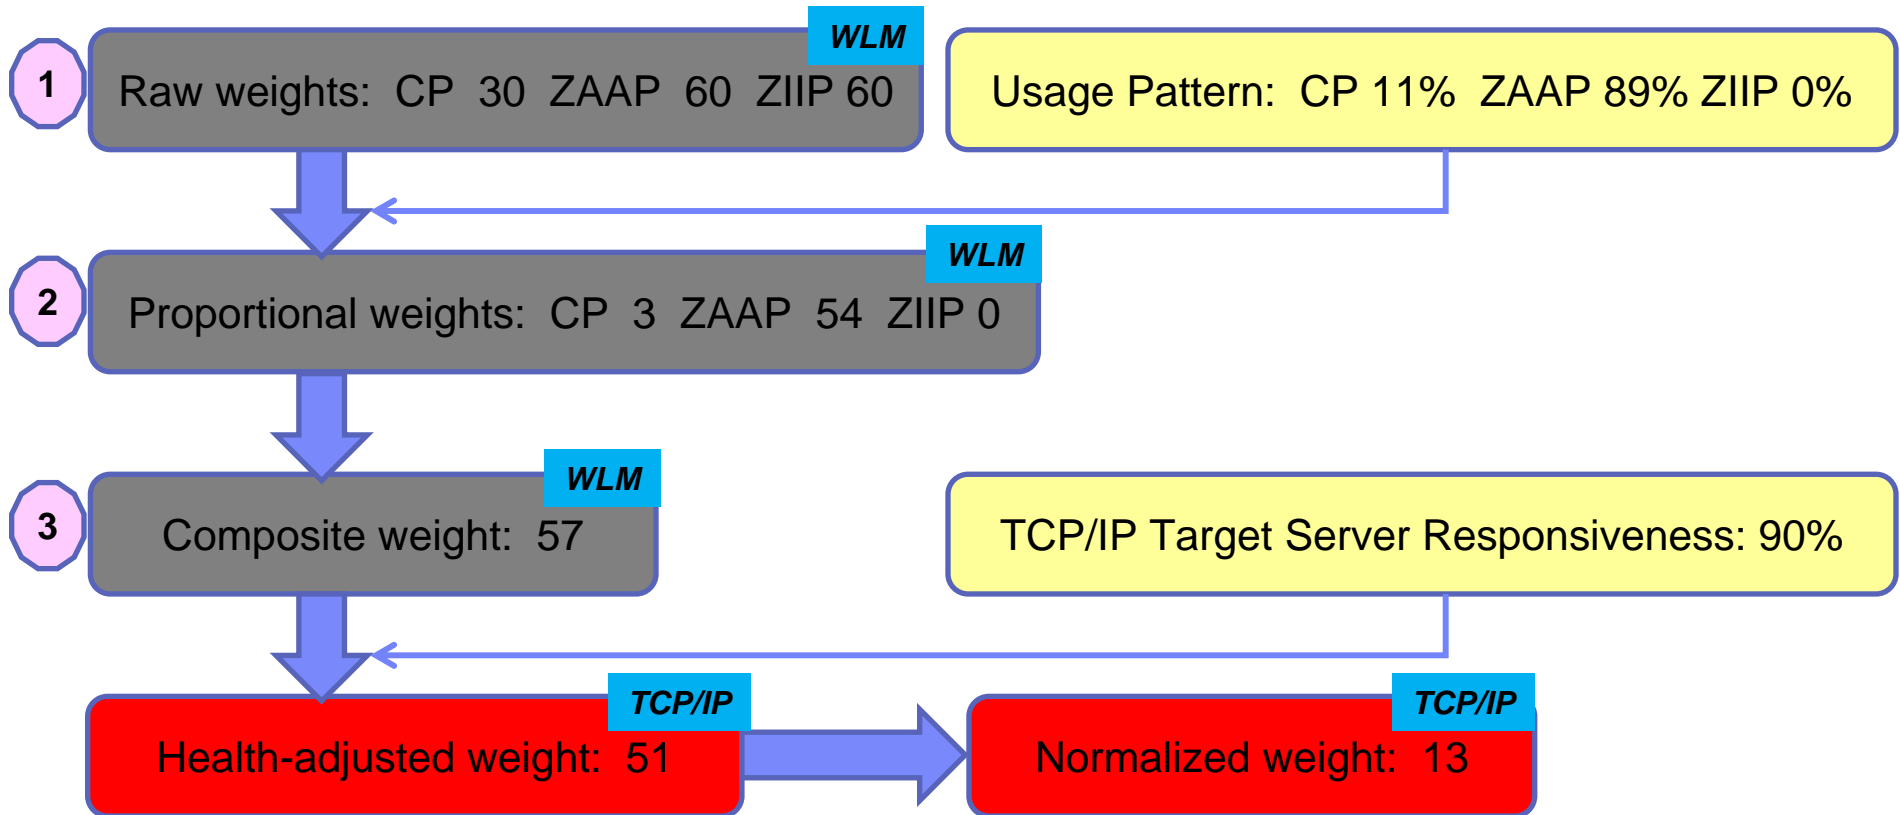 WLM
1
Raw weights: CP 30 ZAAP 60 ZIIP 60
Usage Pattern: CP 11% ZAAP 89% ZIIP 0%
WLM
2
Proportional weights: CP 3 ZAAP 54 ZIIP 0
WLM
3
Composite weight: 57
TCP/IP Target Server Responsiveness: 90%
TCP/IP
Health-adjusted weight: 51
TCP/IP
Normalized weight: 13